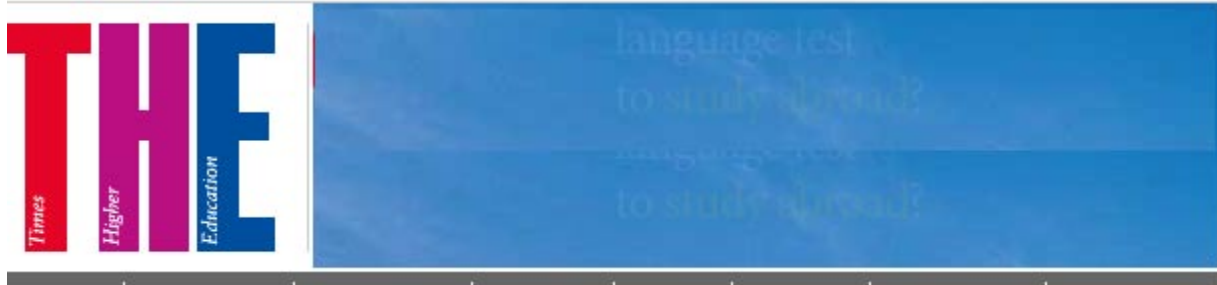 THE
Times
Higher
Education
language test
to study abroad?
language test
to study abroad?